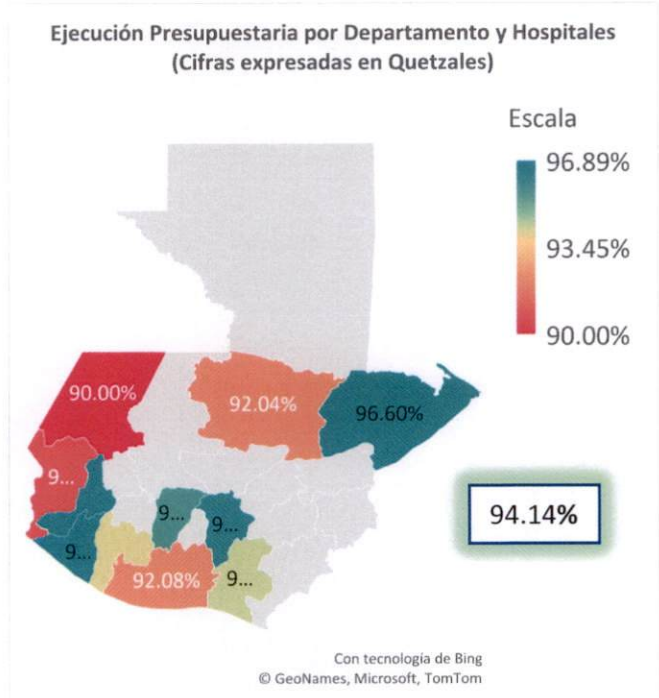 Ejecución Presupuestaria por Departamento y Hospitales
(Cifras expresadas en Quetzales)
Escala
96.89%
93.45%
90.00%
90.00%
92.04%
96.60%
9...
9...
9...
9...
92.08%
9...
94.14%
Con tecnología de Bing
© GeoNames, Microsoft, TomTom